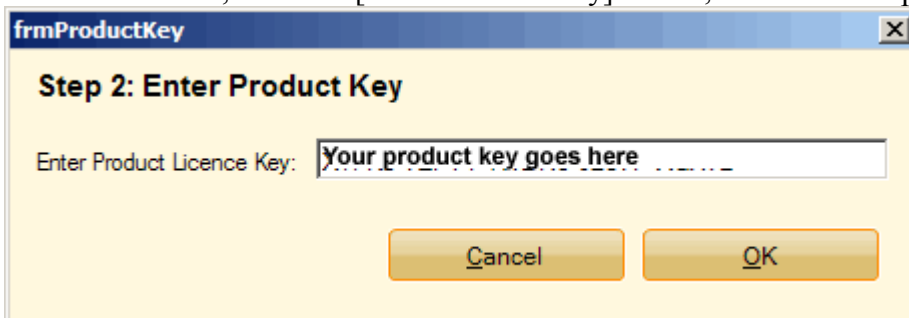 frmProductKey
Step 2: Enter Product Key
Enter Product Licence Key: Your product key goes here
Cancel OK